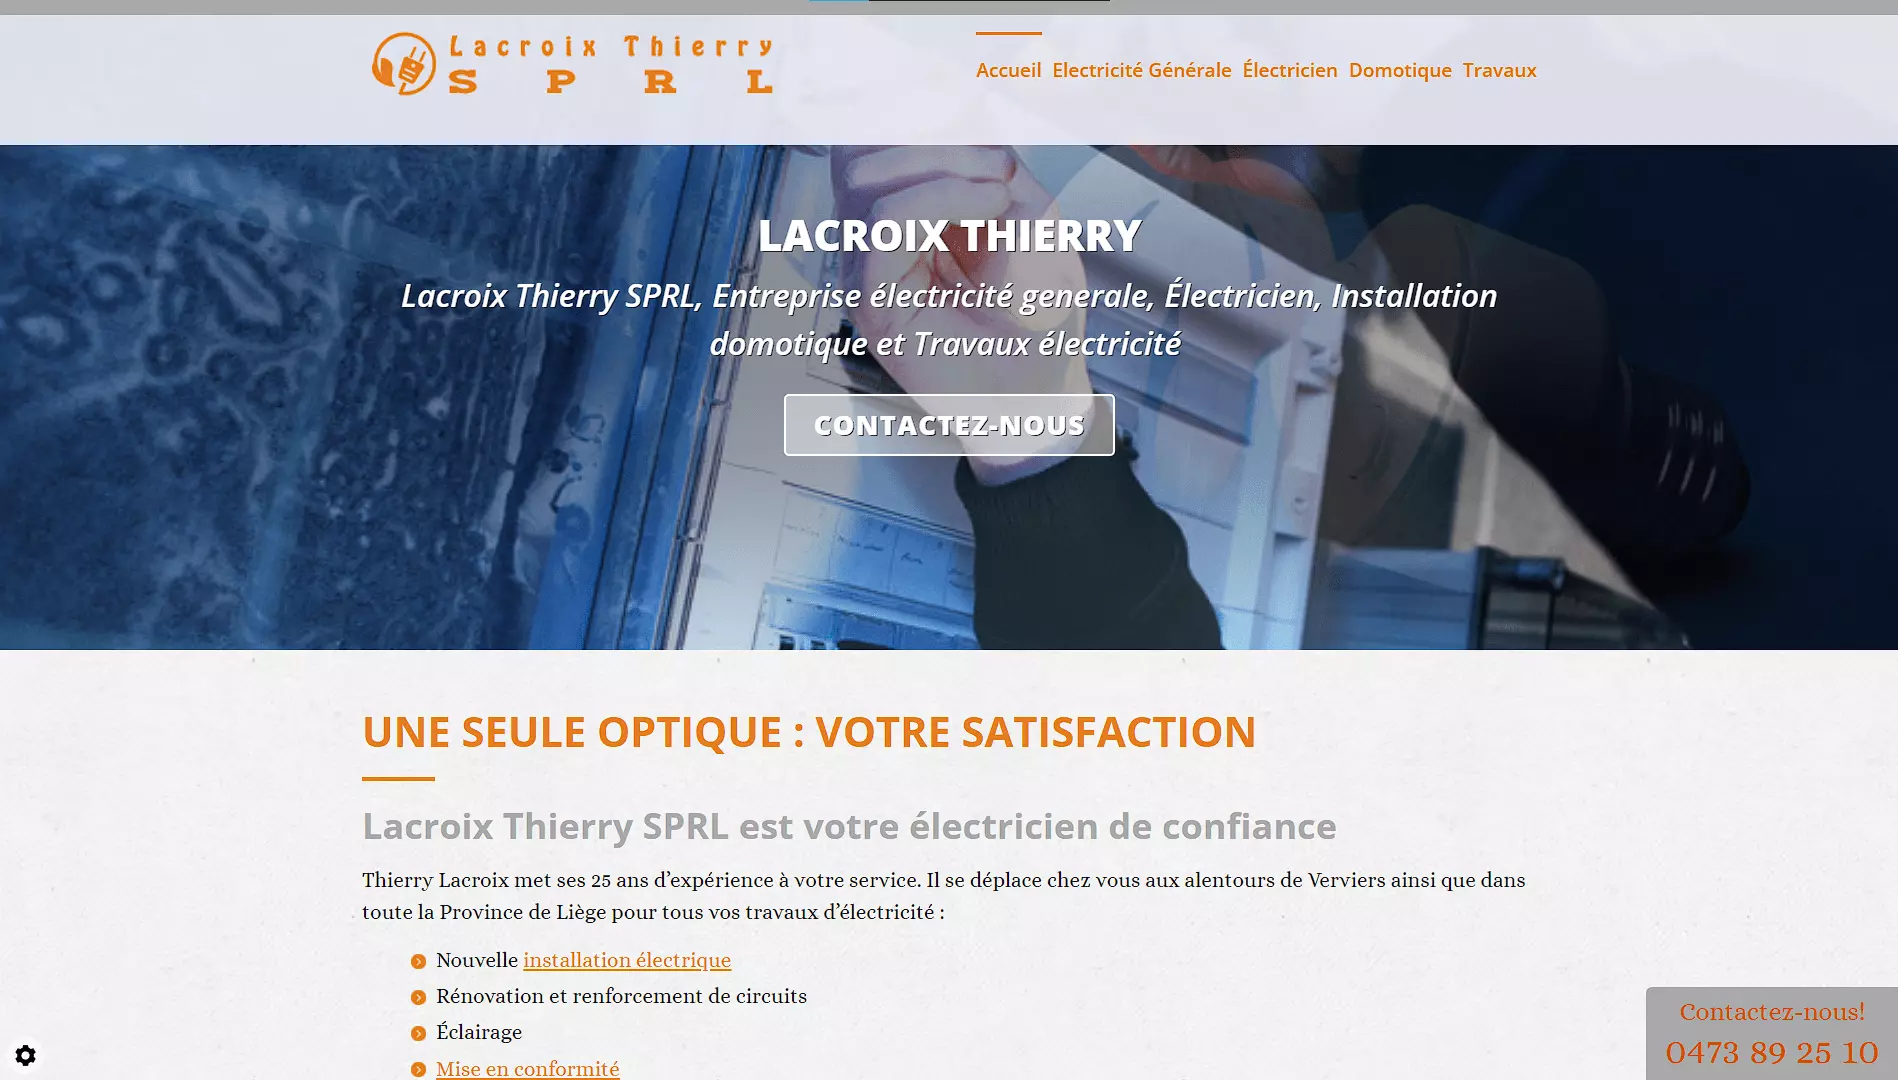 Lacroix Thierry
SPRL
Accueil Electricité Générale Électricien Domotique Travaux
LACROIX THIERRY
Lacroix Thierry SPRL, Entreprise électricité generale, Électricien, Installation
domotique et Travaux électricité
CONTACTEZ-NOUS
UNE SEULE OPTIQUE : VOTRE SATISFACTION
Lacroix Thierry SPRL est votre électricien de confiance
Thierry Lacroix met ses 25 ans d’expérience à votre service. Il se déplace chez vous aux alentours de Verviers ainsi que dans
toute la Province de Liège pour tous vos travaux d’électricité :
Nouvelle installation électrique
Rénovation et renforcement de circuits
Éclairage
Mise en conformité
Contactez-nous!
0473 89 25 10